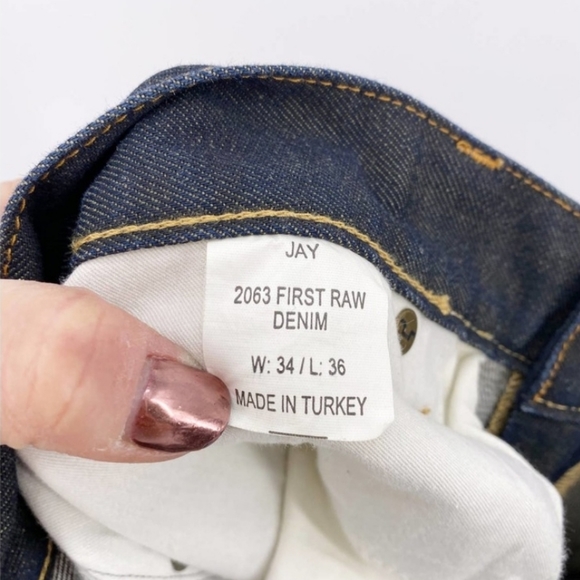 JAY
2063 FIRST RAW
DENIM
W: 34 / L: 36
MADE IN TURKEY